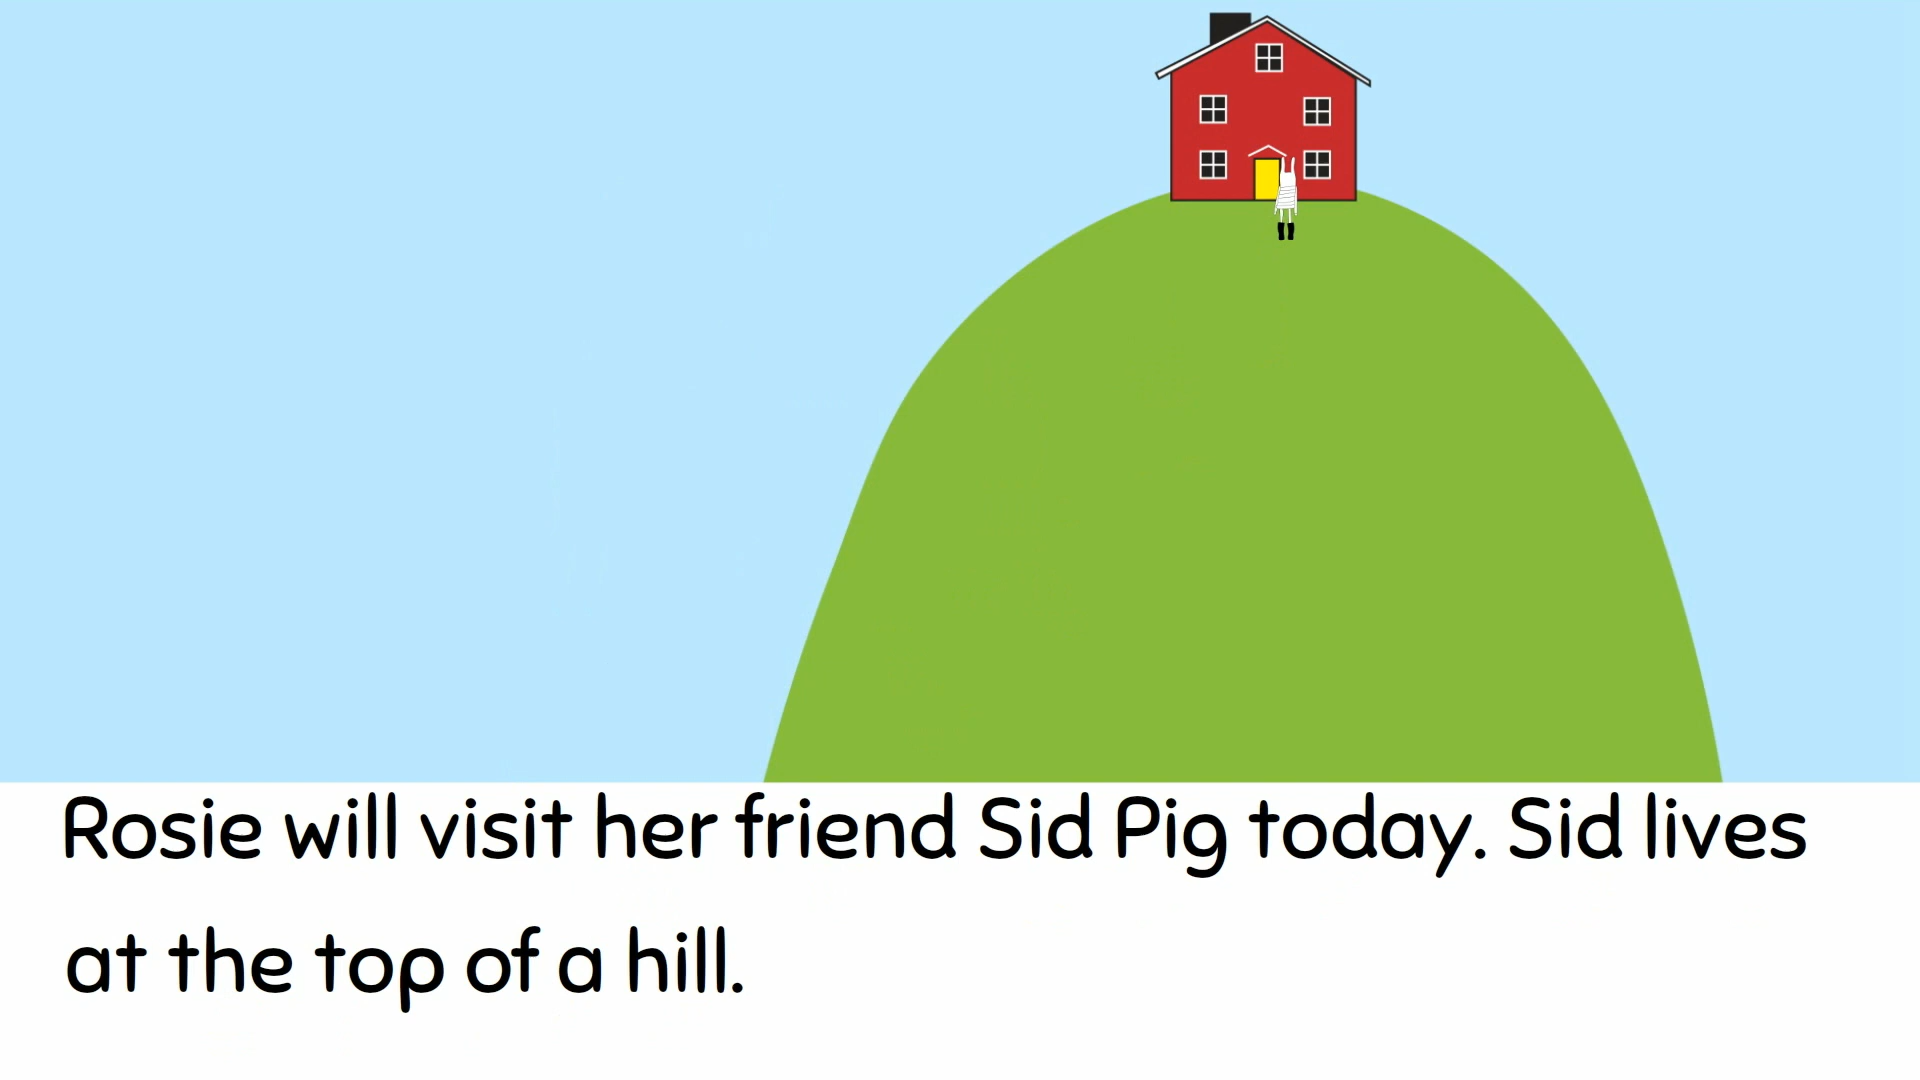 Rosie will visit her friend Sid Pig today. Sid lives
at the top of a hill.